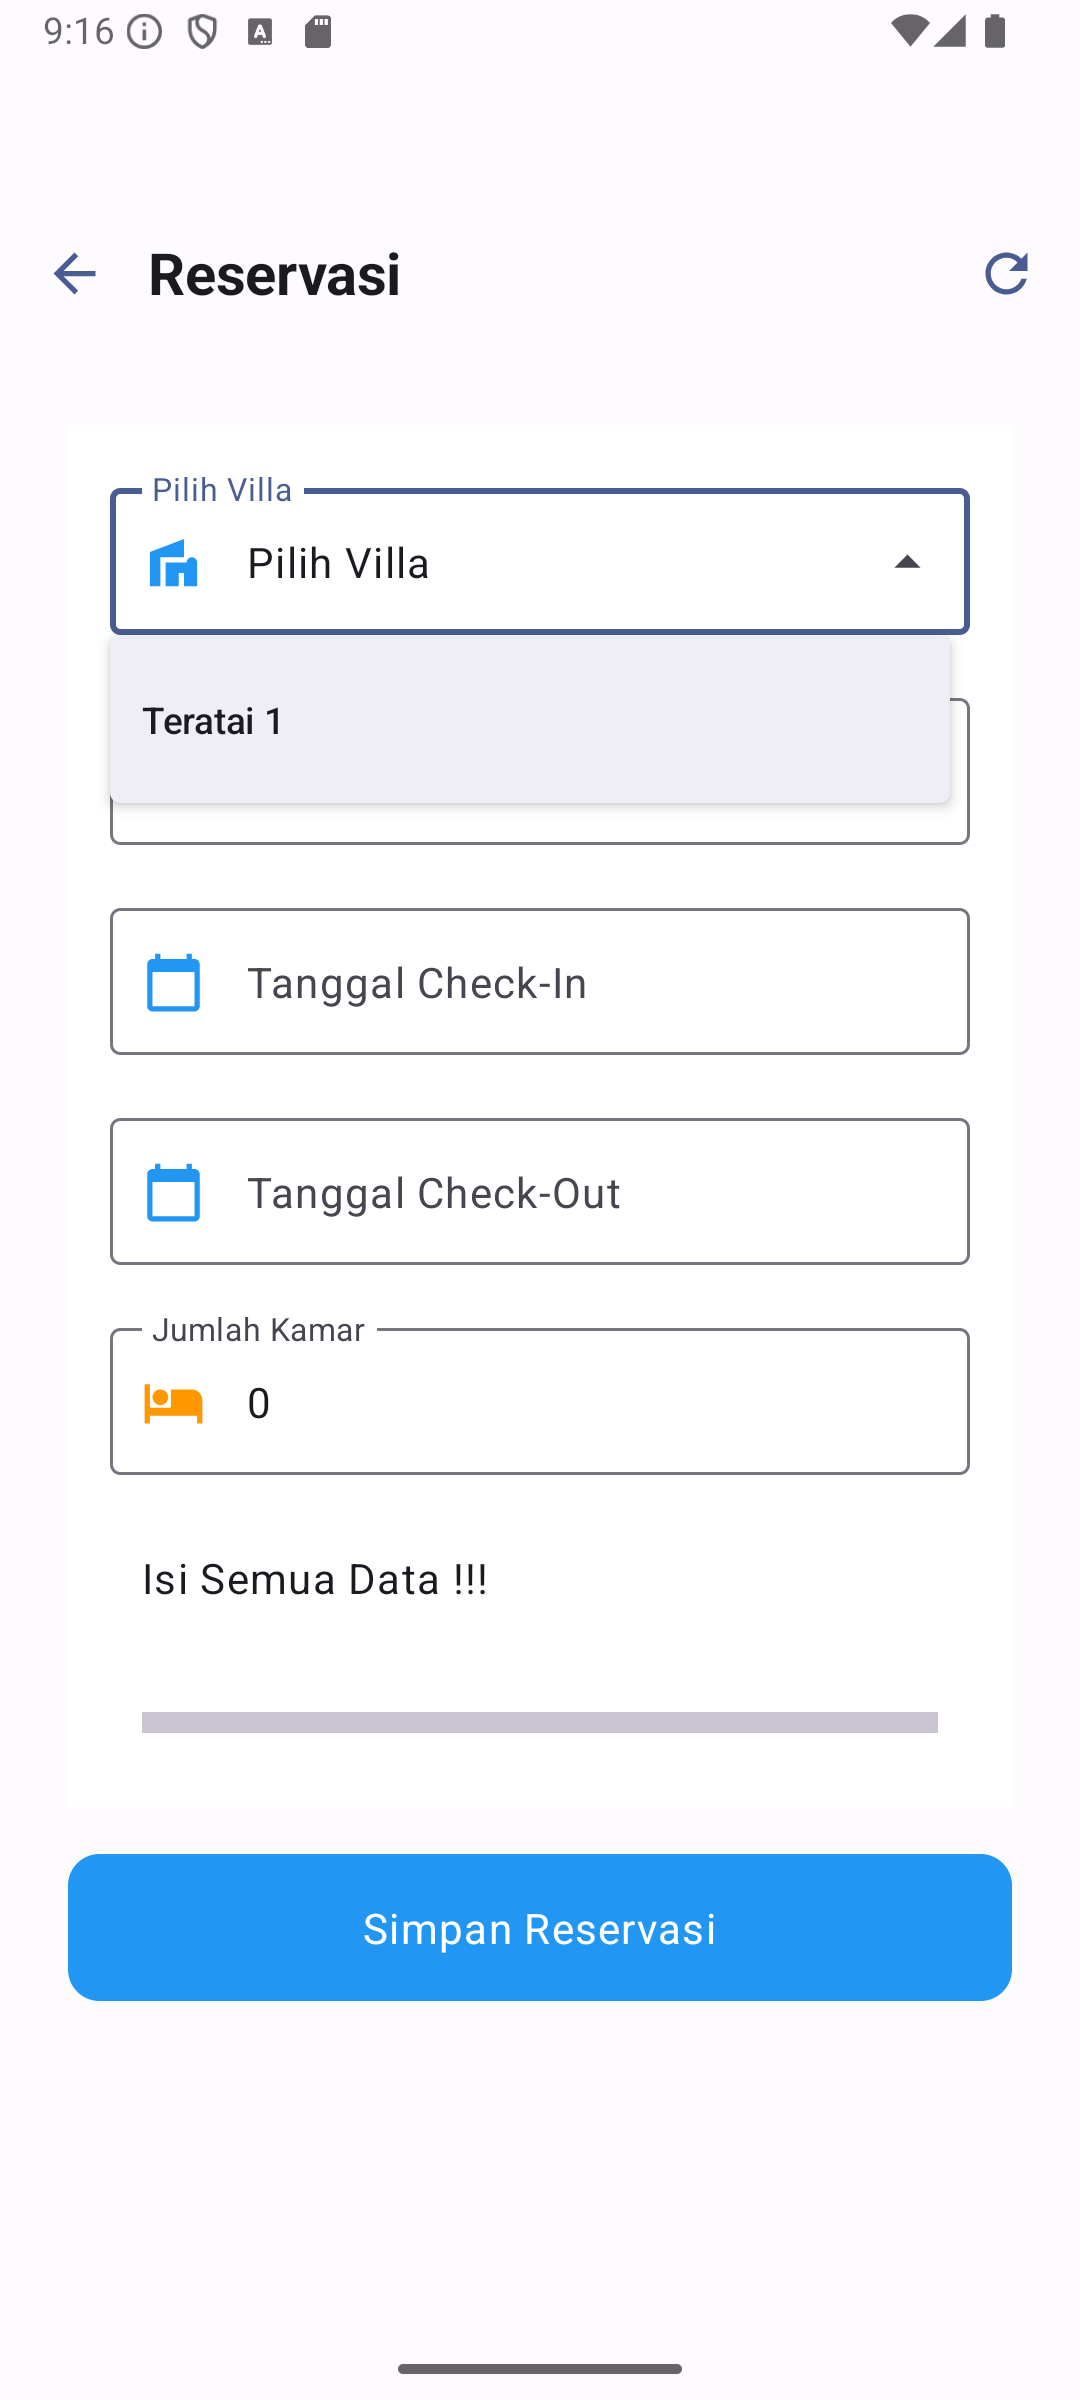 9:16
Reservasi
Pilih Villa
Pilih Villa
Teratai 1
Tanggal Check-In
Tanggal Check-Out
Jumlah Kamar
0
Isi Semua Data !!!
Simpan Reservasi